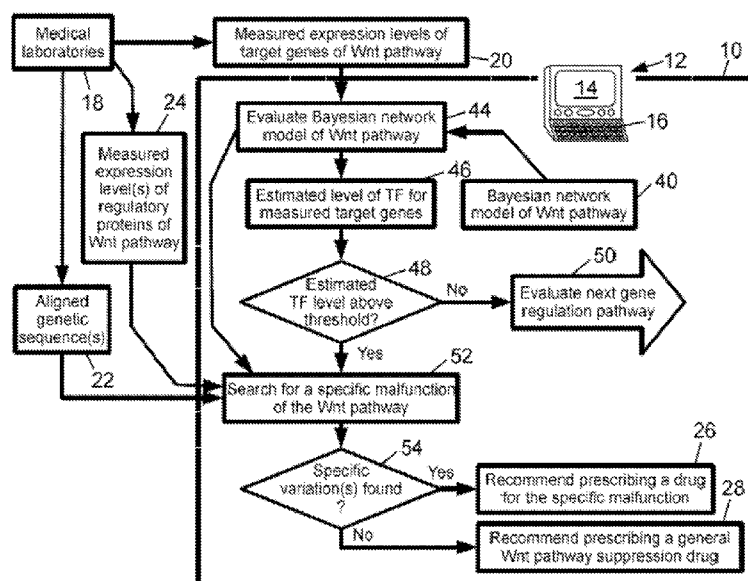 Medical
laboratories
18
Measured expression levels of
target genes of Wnt pathway
20
10
12
14
16
24
Measured
expression
level(s) of
regulatory
proteins of
Wnt pathway
Evaluate Bayesian network
model of Wnt pathway
44
46
Estimated level of TF for
measured target genes
Bayesian network
model of Wnt pathway
40
48
Estimated
TF level above
threshold?
No
50
Evaluate next gene
regulation pathway
Aligned
genetic
sequence(s)
22
Yes
52
Search for a specific malfunction
of the Wnt pathway
54
Specific
variation(s) found
?
Yes
26
Recommend prescribing a drug
for the specific malfunction
28
No
Recommend prescribing a general
Wnt pathway suppression drug